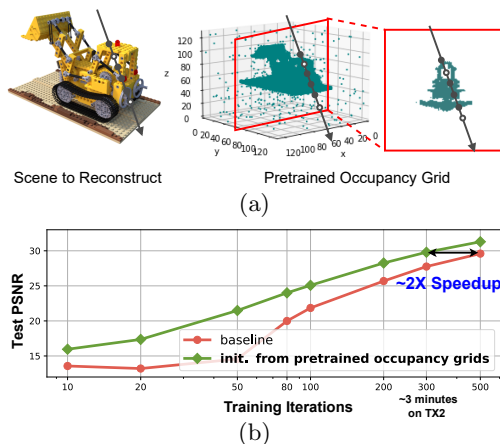 120
100
80
60
40
20
0
z
0 20 40 60 80 100 120
y
120 100 80 60 40 20 0
x
Scene to Reconstruct
Pretrained Occupancy Grid
(a)
30
25
20
15
Test PSNR
~2X Speedup
baseline
init. from pretrained occupancy grids
10 20 50 80 100 200 300 500
Training Iterations
~3 minutes
on TX2
(b)